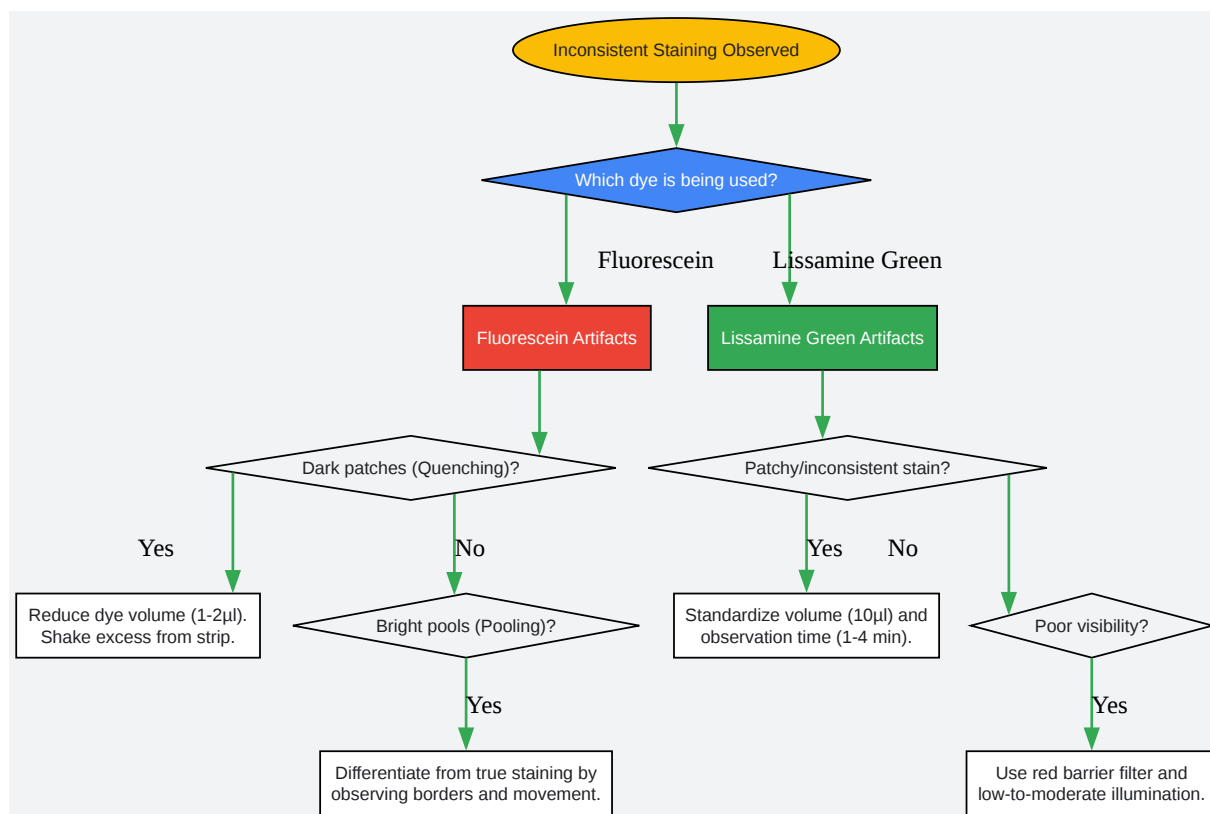 Inconsistent Staining Observed
Which dye is being used?
Fluorescein
Lissamine Green
Fluorescein Artifacts
Lissamine Green Artifacts
Dark patches (Quenching)?
Patchy/inconsistent stain?
Yes
No
Yes
No
Reduce dye volume (1-2µl).
Shake excess from strip.
Bright pools (Pooling)?
Standardize volume (10µl) and
observation time (1-4 min).
Poor visibility?
Yes
Yes
Differentiate from true staining by
observing borders and movement.
Use red barrier filter and
low-to-moderate illumination.